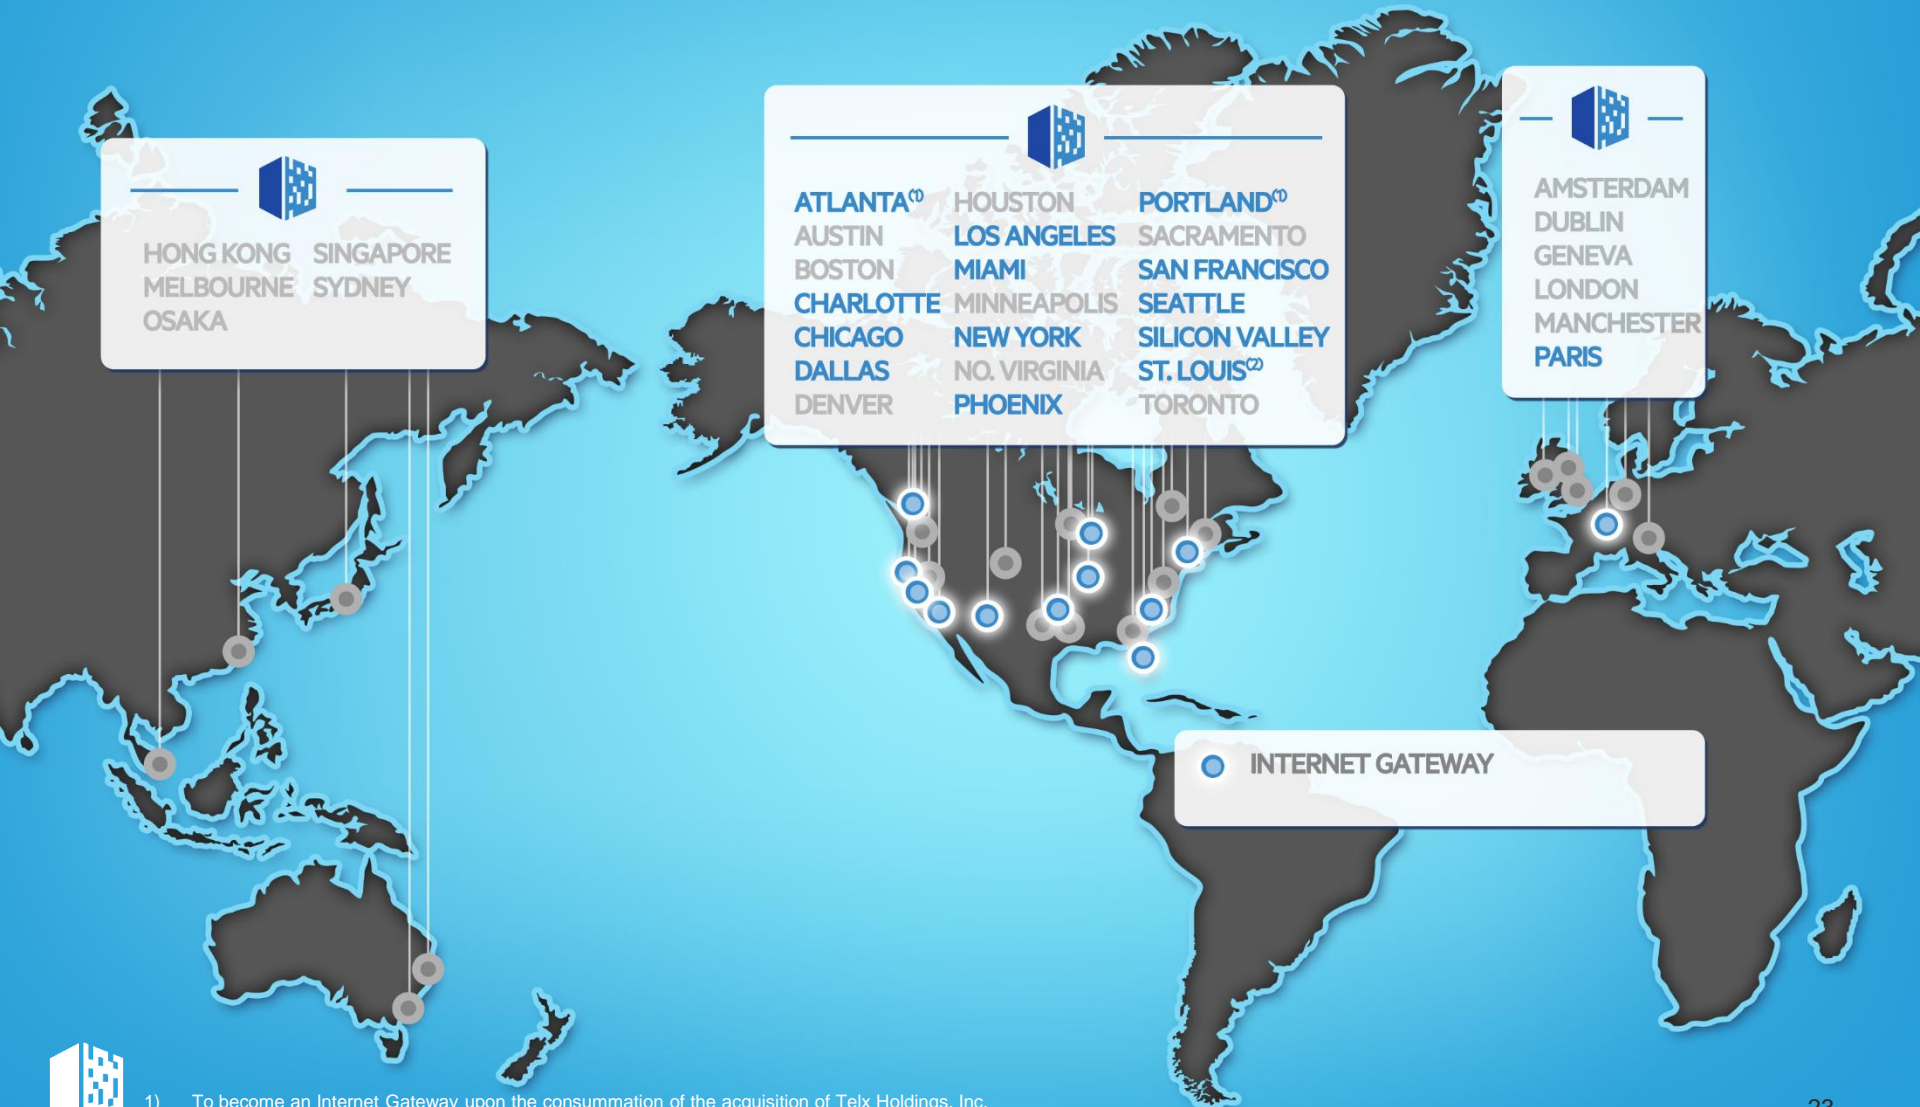 HONG KONG SINGAPORE
MELBOURNE SYDNEY
OSAKA
ATLANTA(1) HOUSTON PORTLAND(1)
AUSTIN LOS ANGELES SACRAMENTO
BOSTON MIAMI SAN FRANCISCO
CHARLOTTE MINNEAPOLIS SEATTLE
CHICAGO NEW YORK SILICON VALLEY
DALLAS NO. VIRGINIA ST. LOUIS(2)
DENVER PHOENIX TORONTO
AMSTERDAM
DUBLIN
GENEVA
LONDON
MANCHESTER
PARIS
INTERNET GATEWAY
1) To become an Internet Gateway upon the consummation of the acquisition of Telx Holdings, Inc.
23